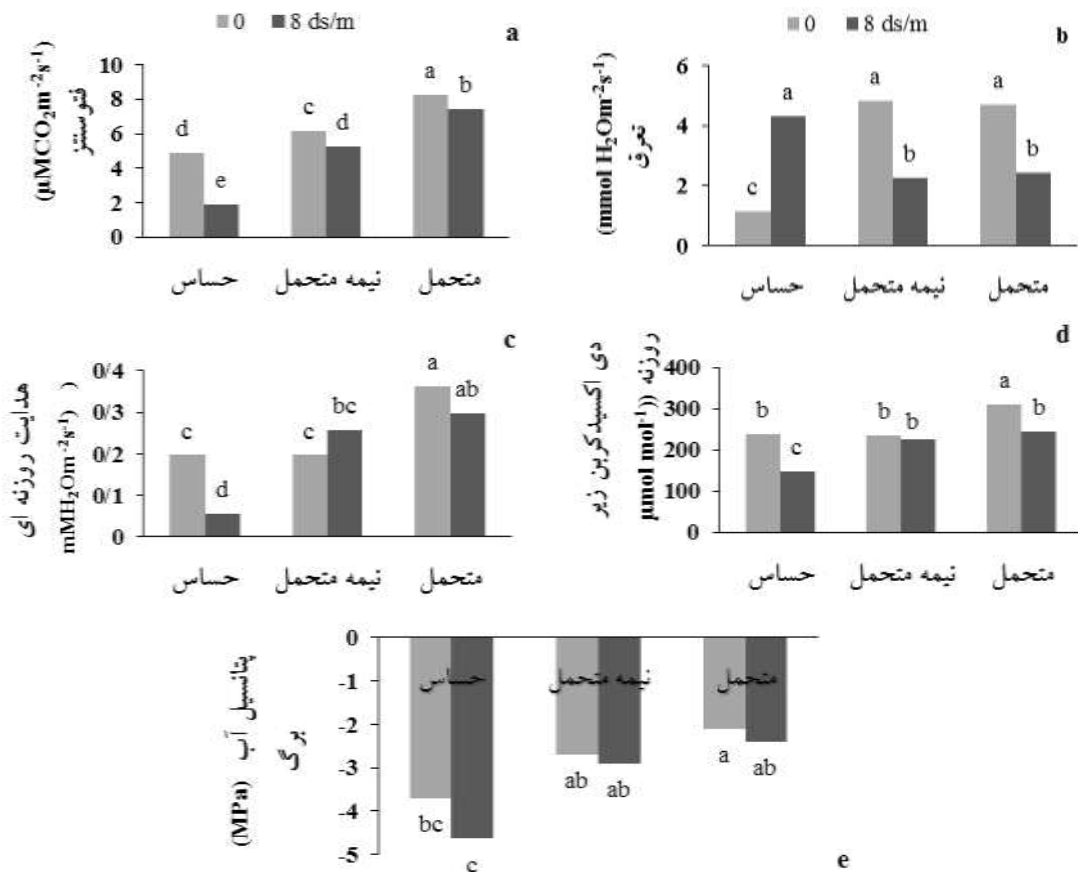 0 8 ds/m
a
(µMCO₂m⁻²s⁻¹)
فتوسنتز
10
8
6
4
2
0
d e c d a b
حساس نیمه متحمل متحمل
0 8 ds/m
b
(mmol H₂Om⁻²s⁻¹)
تعرق
6
4
2
0
c a a b a b
حساس نیمه متحمل متحمل
c
هدایت روزنه ای
mMH₂Om⁻²s⁻¹) )
0/4
0/3
0/2
0/1
0
c d c bc a ab
حساس نیمه متحمل متحمل
d
دی اکسیدکربن زیر
روزنه ((µmol mol⁻¹)
400
300
200
100
0
b c b b a b
حساس نیمه متحمل متحمل
پتانسیل آب
برگ
(MPa)
0
-1
-2
-3
-4
-5
حساس نیمه متحمل متحمل
bc c ab ab a ab
e